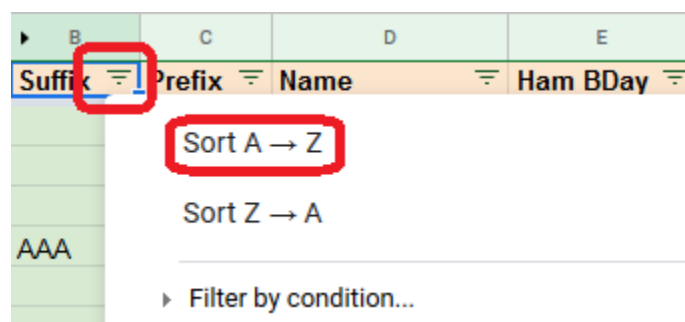 B C D E
Suffix Prefix Name Ham BDay
Sort A → Z
Sort Z → A
AAA
Filter by condition...